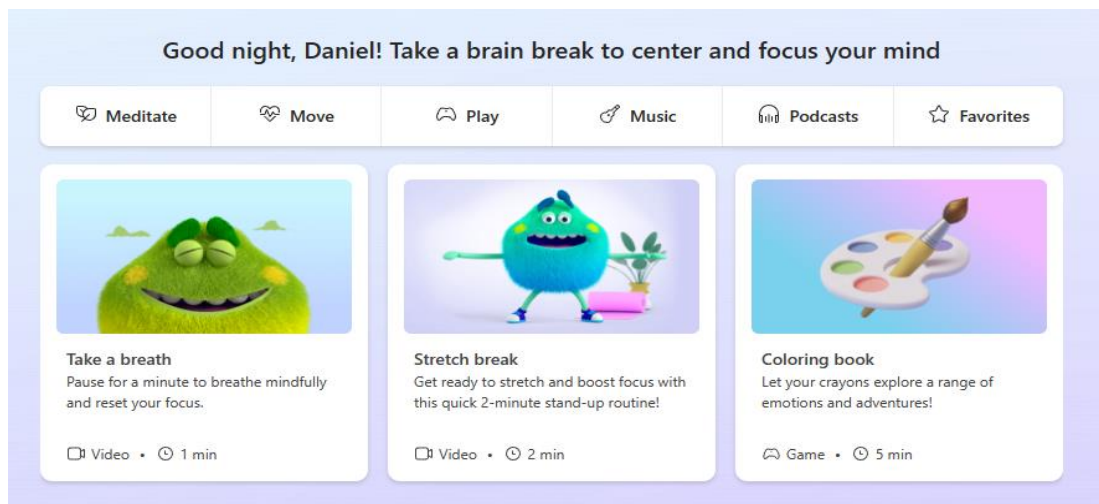 Good night, Daniel! Take a brain break to center and focus your mind
Meditate
Move
Play
Music
Podcasts
Favorites
Take a breath
Pause for a minute to breathe mindfully
and reset your focus.
Video • 1 min
Stretch break
Get ready to stretch and boost focus with
this quick 2-minute stand-up routine!
Video • 2 min
Coloring book
Let your crayons explore a range of
emotions and adventures!
Game • 5 min